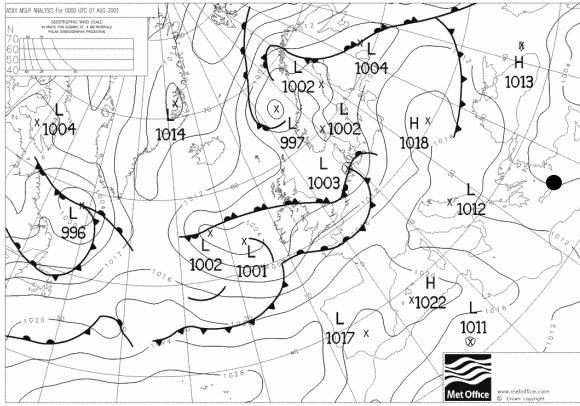 ASXX MSLP ANALYSIS For 0000 UTC 07 AUG 2001
GEOSTROPHIC WIND SCALE
N
70
60
50
40
L
1004
L
1014
L
1002
L
1004
H
1013
L
997
L
1002
H
1018
L
1003
L
1012
L
996
L
1002
L
1001
H
1022
L
1017
L
1011
1012
1016
1020
1028
1016
1012
Met Office
www.metoffice.com
© Crown copyright